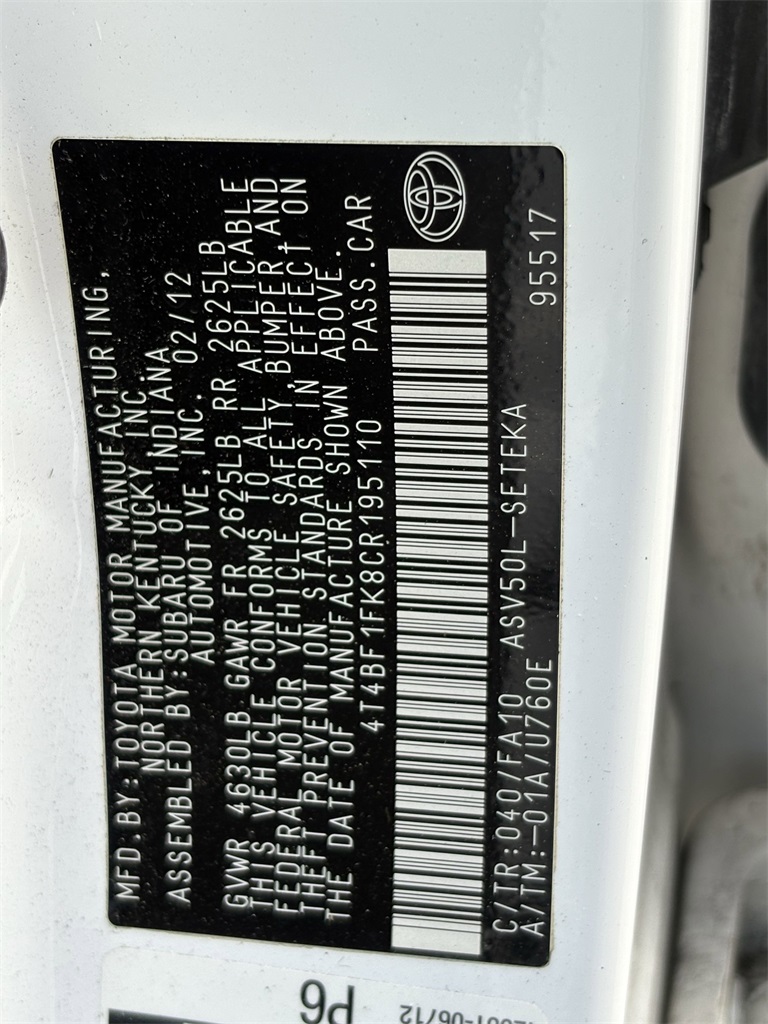 MFD.BY:TOYOTA MOTOR MANUFACTURING,
NORTHERN KENTUCKY INC.
ASSEMBLED BY:SUBARU OF INDIANA
AUTOMOTIVE,INC. 02/12
GVWR 4630LB GAWR FR 2625LB RR 2625LB
THIS VEHICLE CONFORMS TO ALL APPLICABLE
FEDERAL MOTOR VEHICLE SAFETY,BUMPER,AND
THEFT PREVENTION STANDARDS IN EFFECT ON
THE DATE OF MANUFACTURE SHOWN ABOVE.
4T4BF1FK8CR195110 PASS.CAR
C/TR:040/FA10 ASV50L-SETEKA 95517
A/TM:-01A/U760E
P6